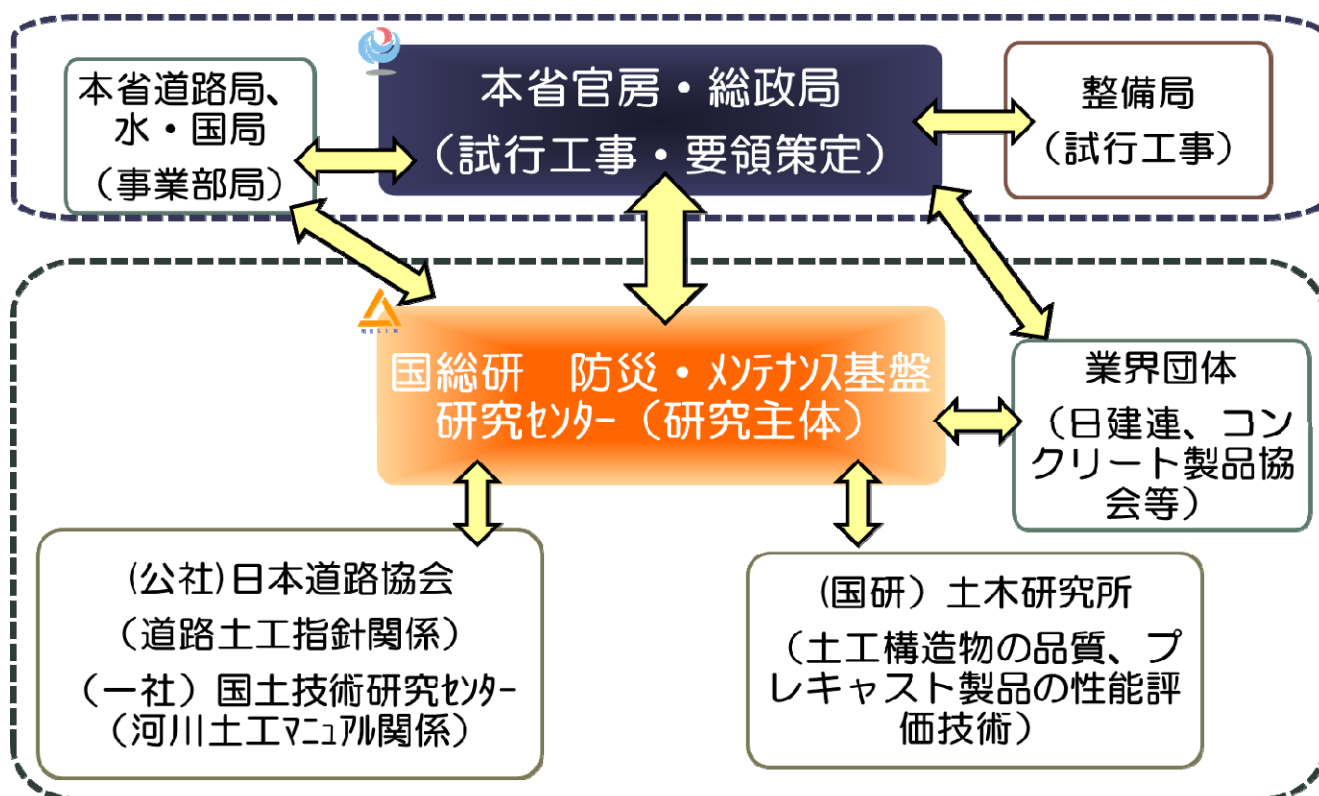 本省道路局、
水・国局
（事業部局）
本省官房・総政局
（試行工事・要領策定）
整備局
（試行工事）
国総研　防災・ﾒﾝﾃﾅﾝｽ基盤
研究ｾﾝﾀｰ（研究主体）
業界団体
（日建連、コン
クリート製品協
会等）
(公社)日本道路協会
（道路土工指針関係）
（一社）国土技術研究ｾﾝﾀｰ
（河川土工ﾏﾆｭｱﾙ関係）
(国研）土木研究所
（土工構造物の品質、プ
レキャスト製品の性能評
価技術）